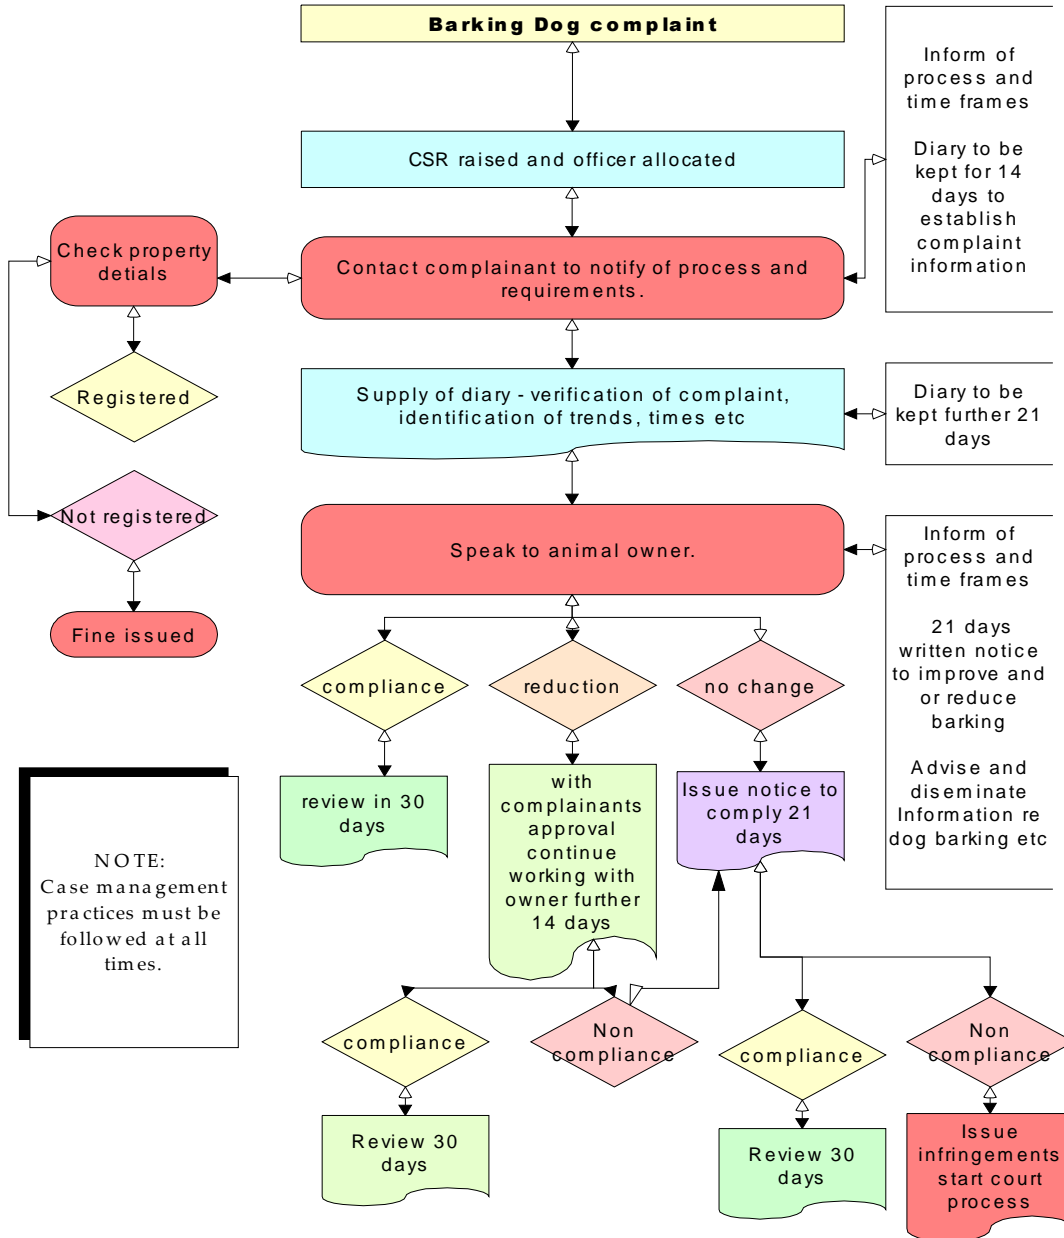 Barking Dog complaint
Inform of
process and
time frames
Diary to be
kept for 14
days to
establish
complaint
information
CSR raised and officer allocated
Check property
detials
Contact complainant to notify of process and
requirements.
Registered
Supply of diary - verification of complaint,
identification of trends, times etc
Diary to be
kept further 21
days
Not registered
Fine issued
Speak to animal owner.
Inform of
process and
time frames
21 days
written notice
to improve and
or reduce
barking
Advise and
diseminate
Information re
dog barking etc
compliance
reduction
no change
review in 30
days
with
complainants
approval
continue
working with
owner further
14 days
Issue notice to
comply 21
days
NOTE:
Case management
practices must be
followed at all
times.
compliance
Non
compliance
compliance
Non
compliance
Review 30
days
Review 30
days
Issue
infringements
start court
process